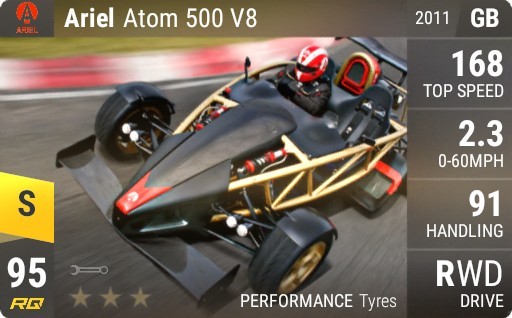 ARIEL
Ariel Atom 500 V8
2011 GB
168
TOP SPEED
2.3
0-60MPH
S
91
HANDLING
95
RQ
RWD
DRIVE
PERFORMANCE Tyres